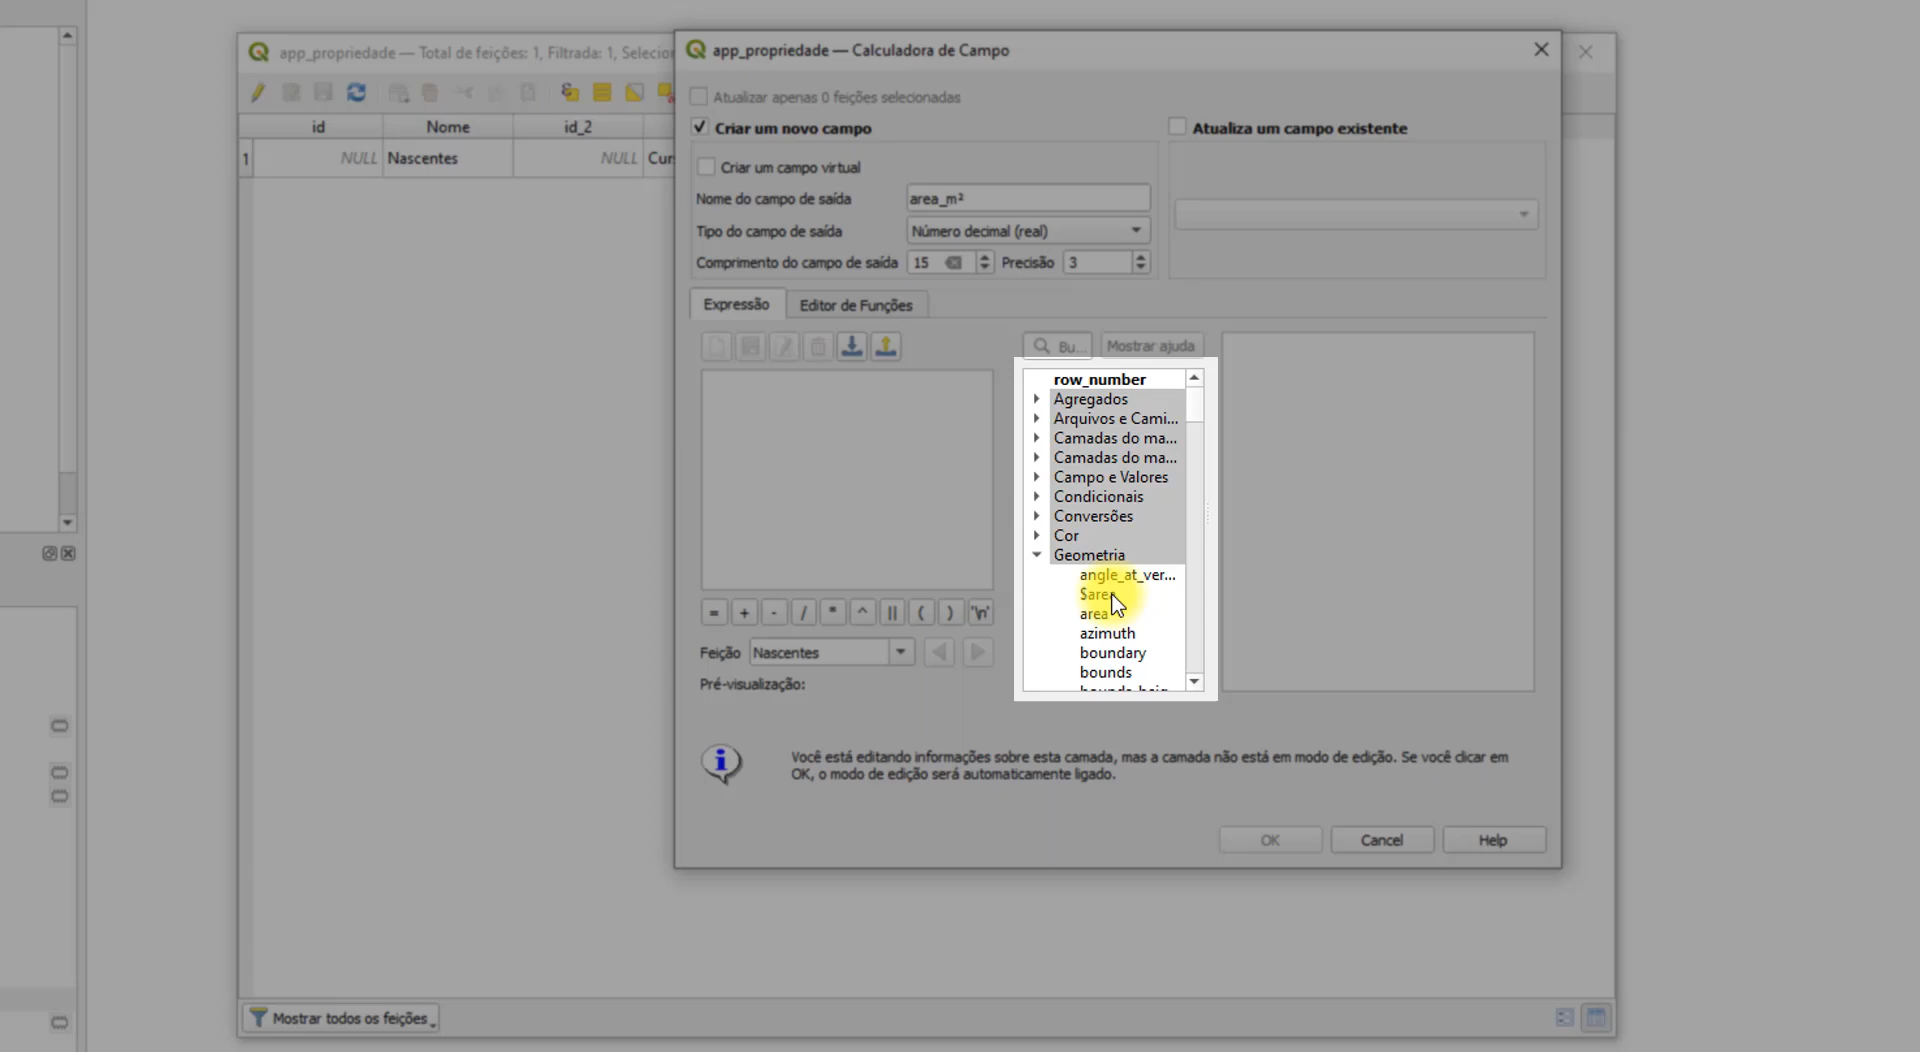 app_propriedade — Total de feições: 1, Filtrada: 1,
app_propriedade — Calculadora de Campo
Atualizar apenas 0 feições selecionadas
Criar um novo campo
Atualiza um campo existente
id
Nome
id_2
1
NULL
Nascentes
NULL
Criar um campo virtual
Nome do campo de saída
area_m²
Tipo do campo de saída
Número decimal (real)
Comprimento do campo de saída
15
Precisão
3
Expressão
Editor de Funções
Bu...
Mostrar ajuda
row_number
Agregados
Arquivos e Cami...
Camadas do ma...
Camadas do ma...
Campo e Valores
Condicionais
Conversões
Cor
Geometria
angle_at_ver...
$area
area
azimuth
boundary
bounds
= + - / * ^ || ( ) '\n'
Feição
Nascentes
Pré-visualização:
Você está editando informações sobre esta camada, mas a camada não está em modo de edição. Se você clicar em
OK, o modo de edição será automaticamente ligado.
OK
Cancel
Help
Mostrar todos os feições